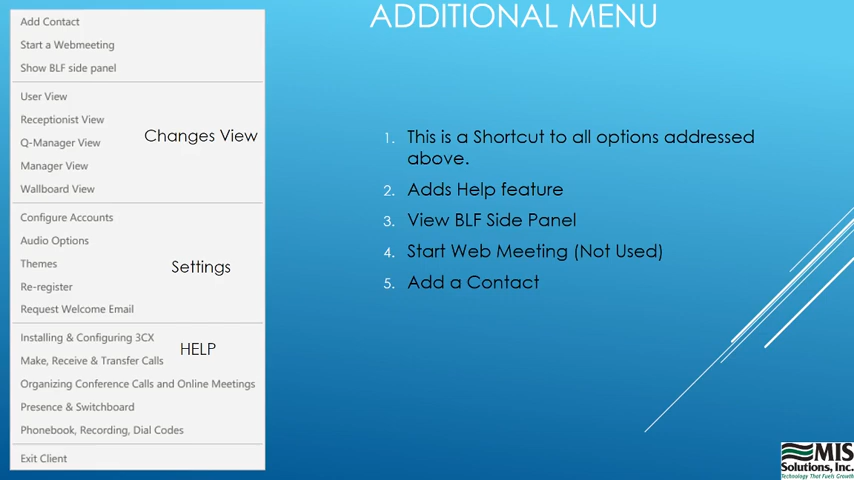 ADDITIONAL MENU
Add Contact
Start a Webmeeting
Show BLF side panel
User View
Receptionist View
Q-Manager View
Manager View
Wallboard View
Changes View
Configure Accounts
Audio Options
Themes
Re-register
Request Welcome Email
Settings
Installing & Configuring 3CX
Make, Receive & Transfer Calls
Organizing Conference Calls and Online Meetings
Presence & Switchboard
Phonebook, Recording, Dial Codes
HELP
Exit Client
1. This is a Shortcut to all options addressed
above.
2. Adds Help feature
3. View BLF Side Panel
4. Start Web Meeting (Not Used)
5. Add a Contact
MIS
Solutions, Inc.
Technology That Fuels Growth